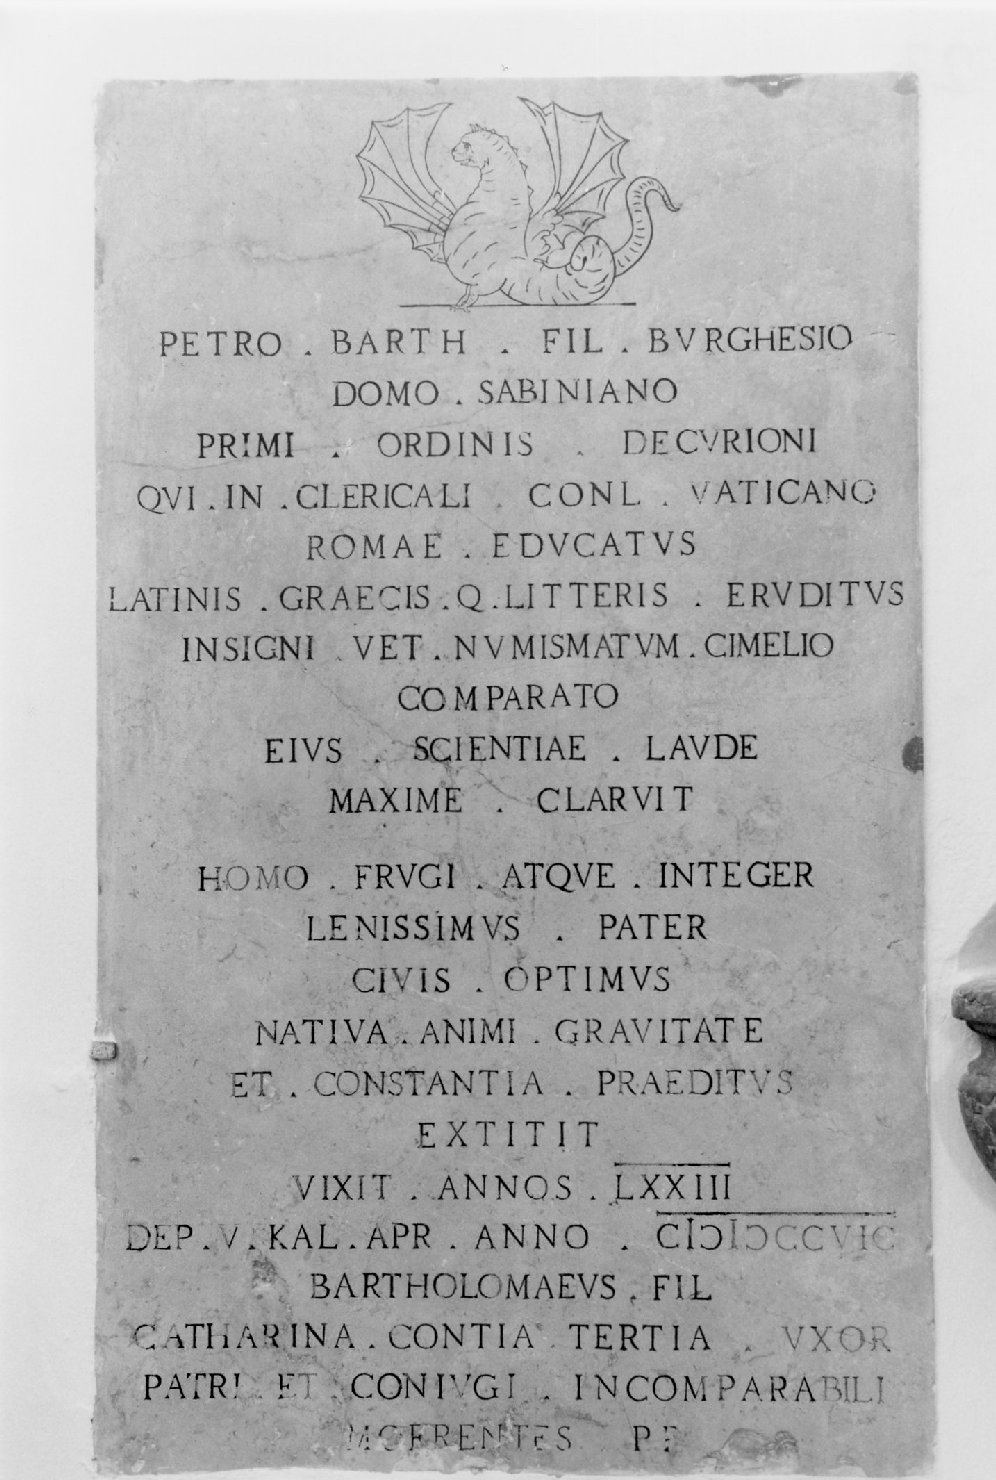 PETRO . BARTH . FIL . BVRGHESIO
DOMO . SABINIANO
PRIMI . ORDINIS . DECVRIONI
QVI . IN . CLERICALI . CONL . VATICANO
ROMAE . EDVCATVS
LATINIS . GRAECIS . Q . LITTERIS . ERVDITVS
INSIGNI . VET . NVMISMATVM . CIMELIO
COMPARATO
EIVS . SCIENTIAE . LAVDE
MAXIME . CLARVIT
HOMO . FRVGI . ATQVE . INTEGER
LENISSIMVS . PATER
CIVIS . OPTIMVS
NATIVA . ANIMI . GRAVITATE
ET . CONSTANTIA . PRAEDITVS
EXTITIT
VIXIT . ANNOS . LXXIII
DEP . V . KAL . APR . ANNO . CIↃIↃCCCVIC
BARTHOLOMAEVS . FIL
CATHARINA . CONTIA . TERTIA . VXOR
PATRI . ET . CONIVGI . INCOMPARABILI
MOERENTES PP